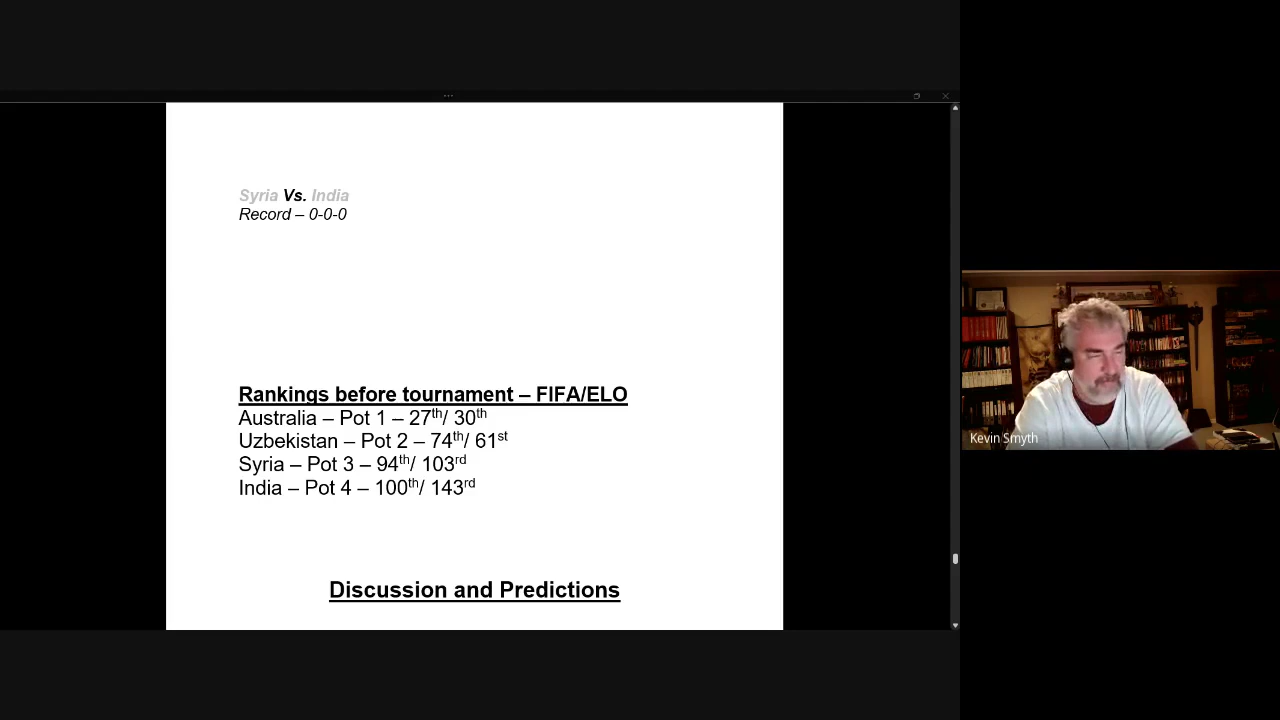 Syria Vs. India
Record – 0-0-0
Rankings before tournament – FIFA/ELO
Australia – Pot 1 – 27th/ 30th
Uzbekistan – Pot 2 – 74th/ 61st
Syria – Pot 3 – 94th/ 103rd
India – Pot 4 – 100th/ 143rd
Discussion and Predictions
Kevin Smyth